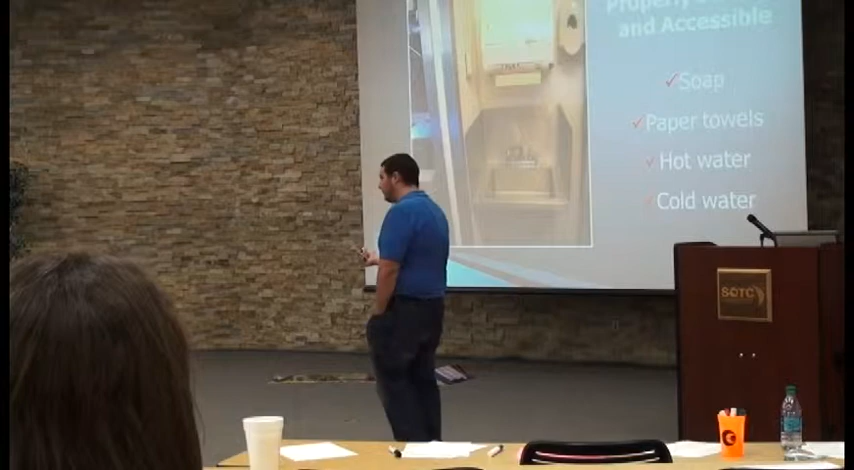 and Accessible
✓Soap
✓Paper towels
✓Hot water
✓Cold water
SOTC